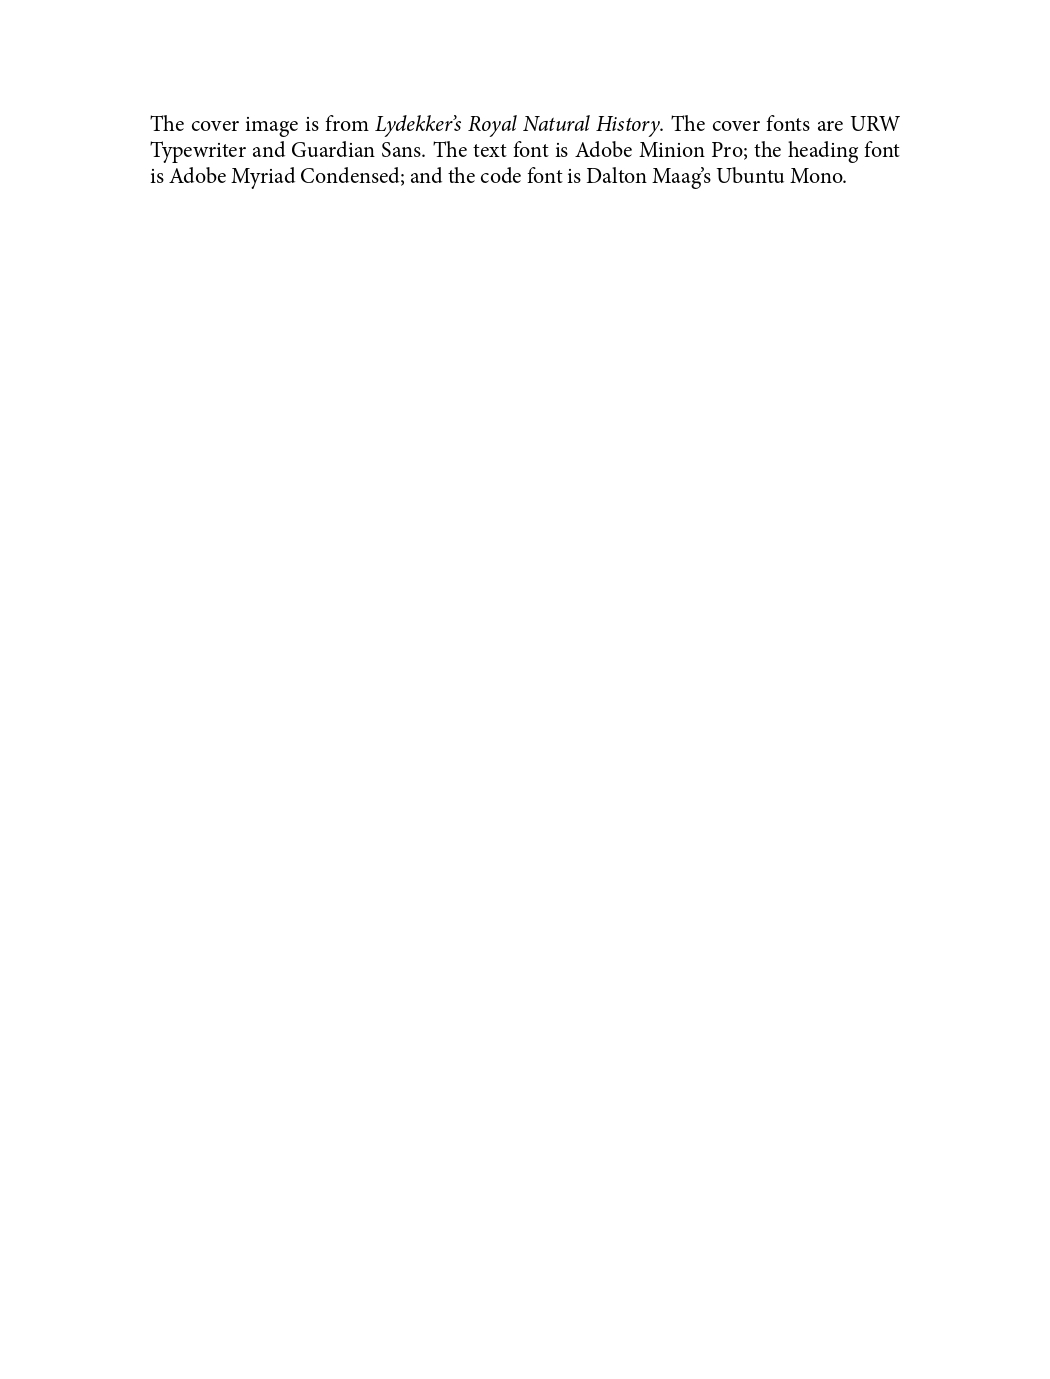 The cover image is from Lydekker’s Royal Natural History. The cover fonts are URW
Typewriter and Guardian Sans. The text font is Adobe Minion Pro; the heading font
is Adobe Myriad Condensed; and the code font is Dalton Maag’s Ubuntu Mono.